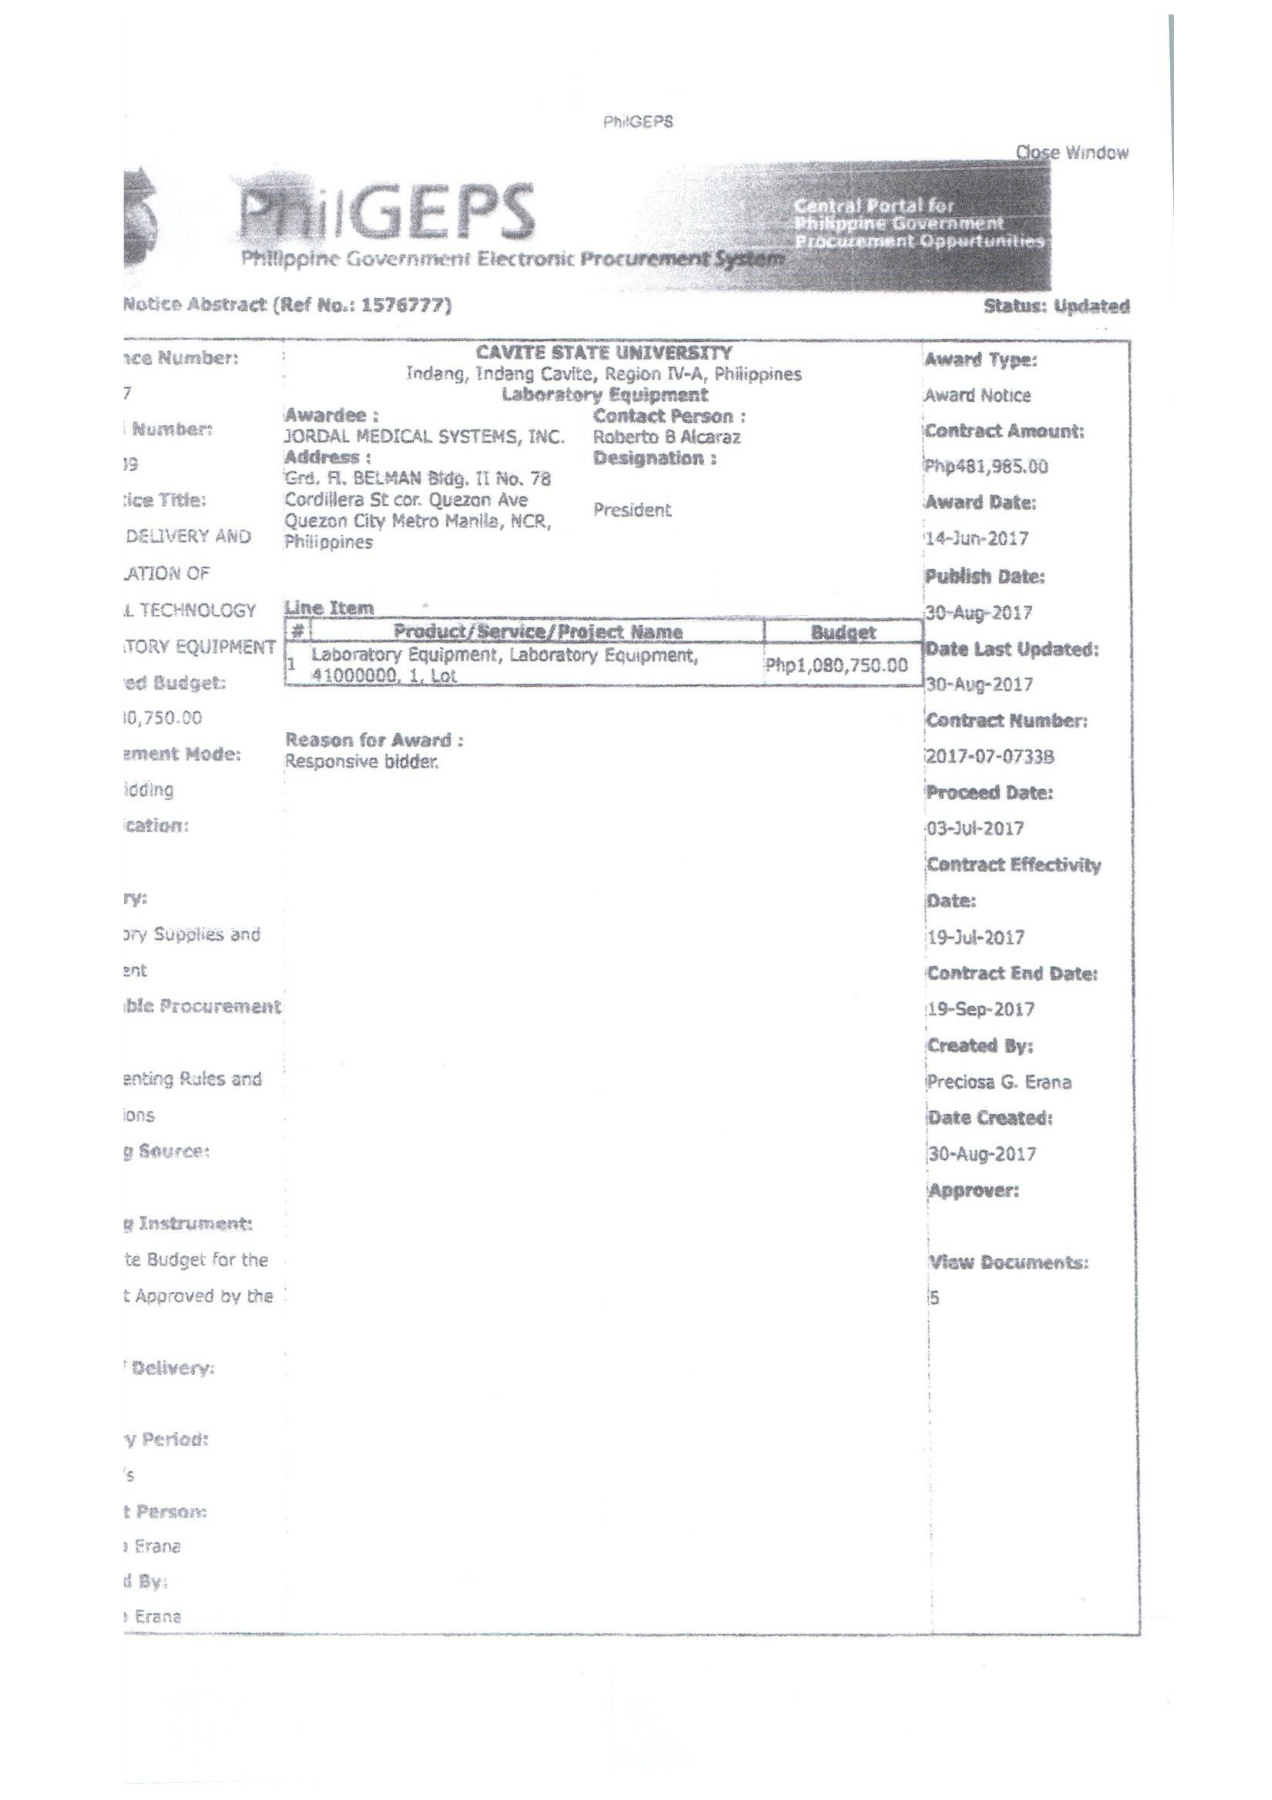 PhilGEPS
Close Window
PhilGEPS
Central Portal for
Philippine Government
Procurement Opportunities
Philippine Government Electronic Procurement System
Notice Abstract (Ref No.: 1576777)
Status: Updated
nce Number:
7
Number:
39
ice Title:
DELIVERY AND
LATION OF
L TECHNOLOGY
TORY EQUIPMENT
ed Budget:
30,750.00
ement Mode:
idding
cation:
ry:
ory Supplies and
ent
ble Procurement
enting Rules and
ions
g Source:
g Instrument:
te Budget for the
t Approved by the
Delivery:
y Period:
's
t Person:
Erana
d By:
Erana
CAVITE STATE UNIVERSITY
Indang, Indang Cavite, Region IV-A, Philippines
Laboratory Equipment
Awardee :
JORDAL MEDICAL SYSTEMS, INC.
Address :
Grd. Fl. BELMAN Bldg. II No. 78
Cordillera St cor. Quezon Ave
Quezon City Metro Manila, NCR,
Philippines
Contact Person :
Roberto B Alcaraz
Designation :
President
Line Item
# Product/Service/Project Name Budget
1 Laboratory Equipment, Laboratory Equipment, Php1,080,750.00
41000000, 1, Lot
Reason for Award :
Responsive bidder.
Award Type:
Award Notice
Contract Amount:
Php481,985.00
Award Date:
14-Jun-2017
Publish Date:
30-Aug-2017
Date Last Updated:
30-Aug-2017
Contract Number:
2017-07-0733B
Proceed Date:
03-Jul-2017
Contract Effectivity
Date:
19-Jul-2017
Contract End Date:
19-Sep-2017
Created By:
Preciosa G. Erana
Date Created:
30-Aug-2017
Approver:
View Documents:
5